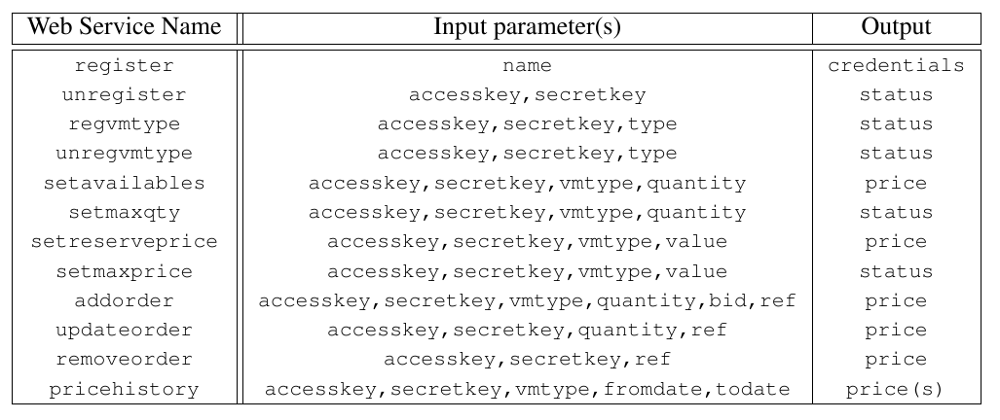 Web Service Name Input parameter(s) Output
register name credentials
unregister accesskey,secretkey status
regvmtype accesskey,secretkey,type status
unregvmtype accesskey,secretkey,type status
setavailables accesskey,secretkey,vmtype,quantity price
setmaxqty accesskey,secretkey,vmtype,quantity status
setreserveprice accesskey,secretkey,vmtype,value price
setmaxprice accesskey,secretkey,vmtype,value status
addorder accesskey,secretkey,vmtype,quantity,bid,ref price
updateorder accesskey,secretkey,quantity,ref price
removeorder accesskey,secretkey,ref price
pricehistory accesskey,secretkey,vmtype,fromdate,todate price(s)